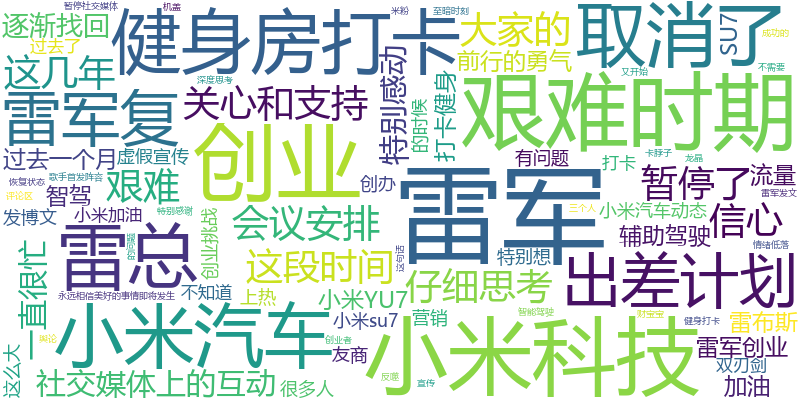 暂停社交媒体
机盖
米粉
至暗时刻
成功的
逐渐找回
健身房打卡
大家的
取消了
SU7
过去了
这几年
前行的勇气
特别感动
深度思考
又开始
不需要
雷军复
关心和支持
打卡健身
的时候
艰难时期
过去一个月
虚假宣传
创业
有问题
打卡
卡脖子
龙晶
歌手首发阵容
恢复状态
智驾
艰难
创办
雷军
暂停了
流量
雷军发文
评论区
特别感谢
三个人
发博文
小米加油
雷总
创业挑战
会议安排
小米汽车动态
信心
辅助驾驶
的问题
这句话
特别想
情绪低落
一直很忙
这段时间
仔细思考
出差计划
永远相信美好的事情即将发生
不知道
上热
小米YU7
智能驾驶
财宝宝
健身打卡
雷布斯
舆论
小米汽车
创业者
小米su7
营销
小米科技
雷军创业
友商
双刃剑
这么大
社交媒体上的互动
很多人
反噬
宣传
加油